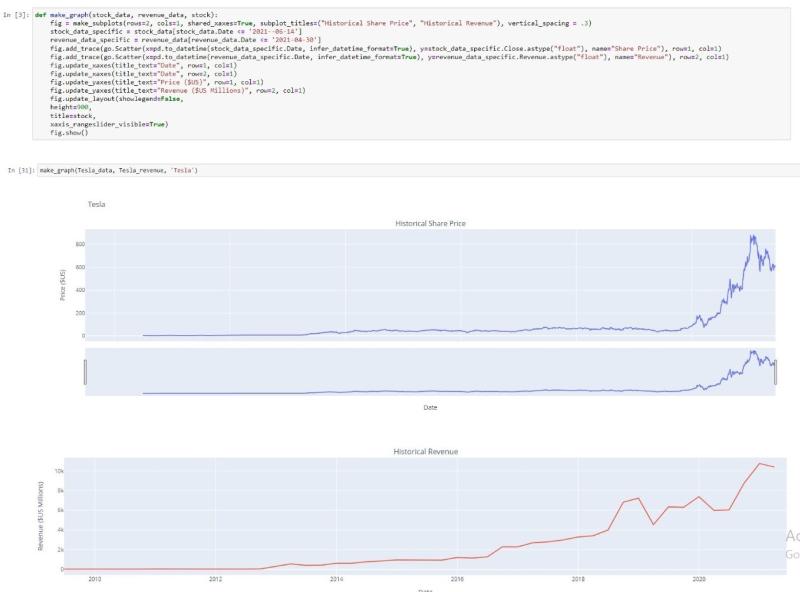 In [3]: def make_graph(stock_data, revenue_data, stock):
fig = make_subplots(rows=2, cols=1, shared_xaxes=True, subplot_titles=("Historical Share Price", "Historical Revenue"), vertical_spacing = .3)
stock_data_specific = stock_data[stock_data.Date <= '2021--06-14']
revenue_data_specific = revenue_data[revenue_data.Date <= '2021-04-30']
fig.add_trace(go.Scatter(x=pd.to_datetime(stock_data_specific.Date, infer_datetime_format=True), y=stock_data_specific.Close.astype("float"), name="Share Price"), row=1, col=1)
fig.add_trace(go.Scatter(x=pd.to_datetime(revenue_data_specific.Date, infer_datetime_format=True), y=revenue_data_specific.Revenue.astype("float"), name="Revenue"), row=2, col=1)
fig.update_xaxes(title_text="Date", row=1, col=1)
fig.update_xaxes(title_text="Date", row=2, col=1)
fig.update_yaxes(title_text="Price ($US)", row=1, col=1)
fig.update_yaxes(title_text="Revenue ($US Millions)", row=2, col=1)
fig.update_layout(showlegend=False,
height=900,
title=stock,
xaxis_rangeslider_visible=True)
fig.show()
In [31]: make_graph(Tesla_data, Tesla_revenue, 'Tesla')
Tesla
Historical Share Price
Price ($US)
800
600
400
200
0
Date
Historical Revenue
Revenue ($US Millions)
10k
8k
6k
4k
2k
0
2010 2012 2014 2016 2018 2020
Date
Ac
Go